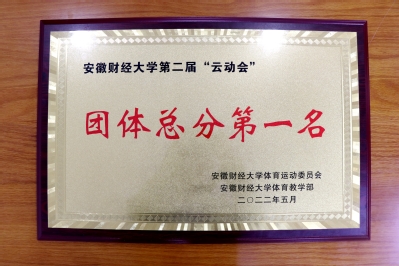 安徽财经大学第二届“云动会”
团体总分第一名
安徽财经大学体育运动委员会
安徽财经大学体育教学部
二〇二二年五月